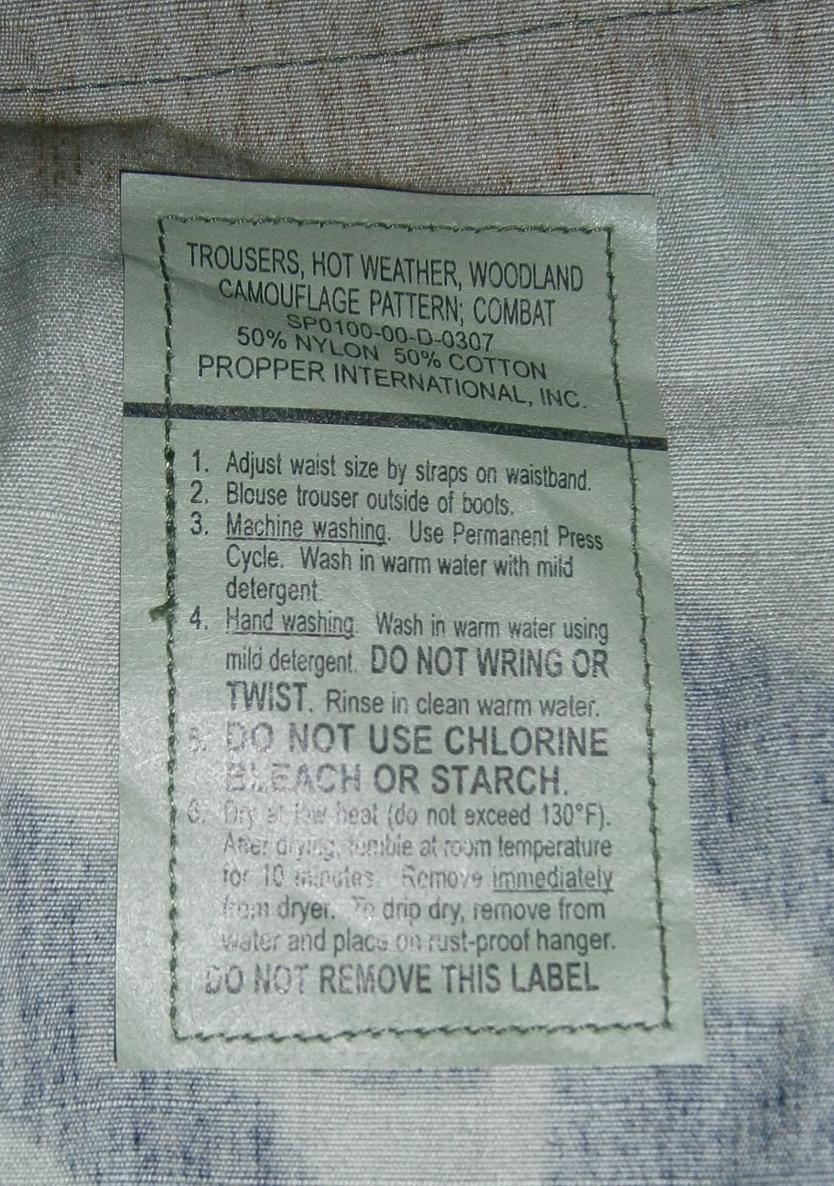 TROUSERS, HOT WEATHER, WOODLAND
CAMOUFLAGE PATTERN; COMBAT
SP0100-00-D-0307
50% NYLON 50% COTTON
PROPPER INTERNATIONAL, INC.
1. Adjust waist size by straps on waistband.
2. Blouse trouser outside of boots.
3. Machine washing. Use Permanent Press
Cycle. Wash in warm water with mild
detergent.
4. Hand washing. Wash in warm water using
mild detergent. DO NOT WRING OR
TWIST. Rinse in clean warm water.
5. DO NOT USE CHLORINE
BLEACH OR STARCH.
6. Dry at low heat (do not exceed 130°F).
After drying, tumble at room temperature
for 10 minutes. Remove immediately
from dryer. To drip dry, remove from
water and place on rust-proof hanger.
DO NOT REMOVE THIS LABEL